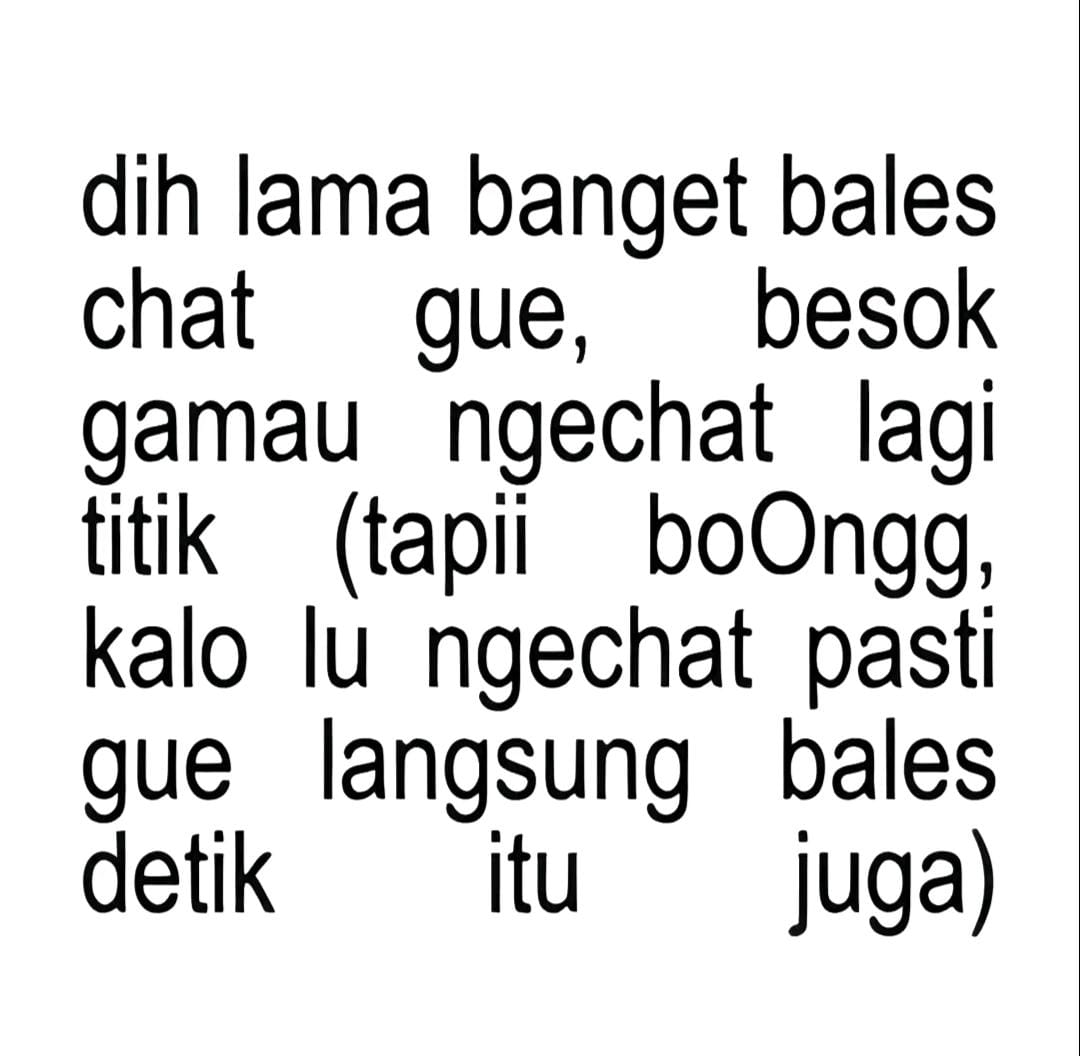 dih lama banget bales
chat gue, besok
gamau ngechat lagi
titik (tapii boOngg,
kalo lu ngechat pasti
gue langsung bales
detik itu juga)